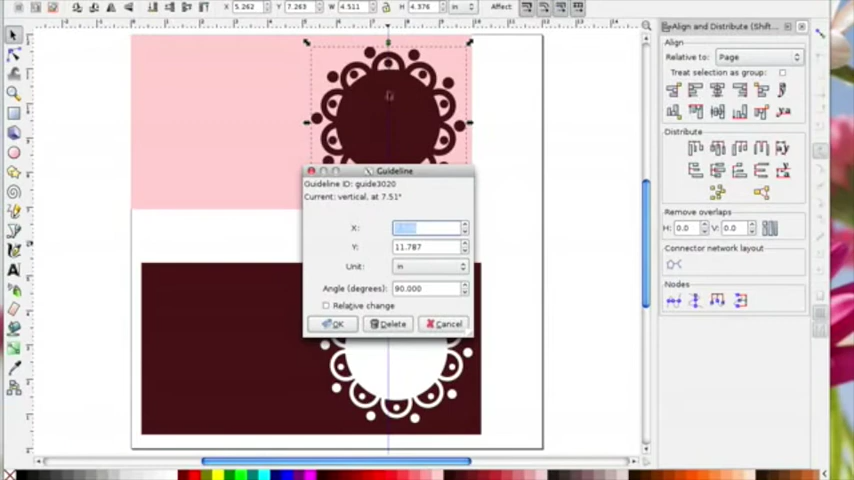 X 5.262 Y 7.263 W 4.511 H 4.376 in Affect:
Align and Distribute (Shift...
Align
Relative to: Page
Treat selection as group:
Distribute
Remove overlaps
H: 0.0 V: 0.0
Connector network layout
Nodes
Guideline
Guideline ID: guide3020
Current: vertical, at 7.51"
X:
Y: 11.787
Unit: in
Angle (degrees): 90.000
Relative change
OK Delete Cancel